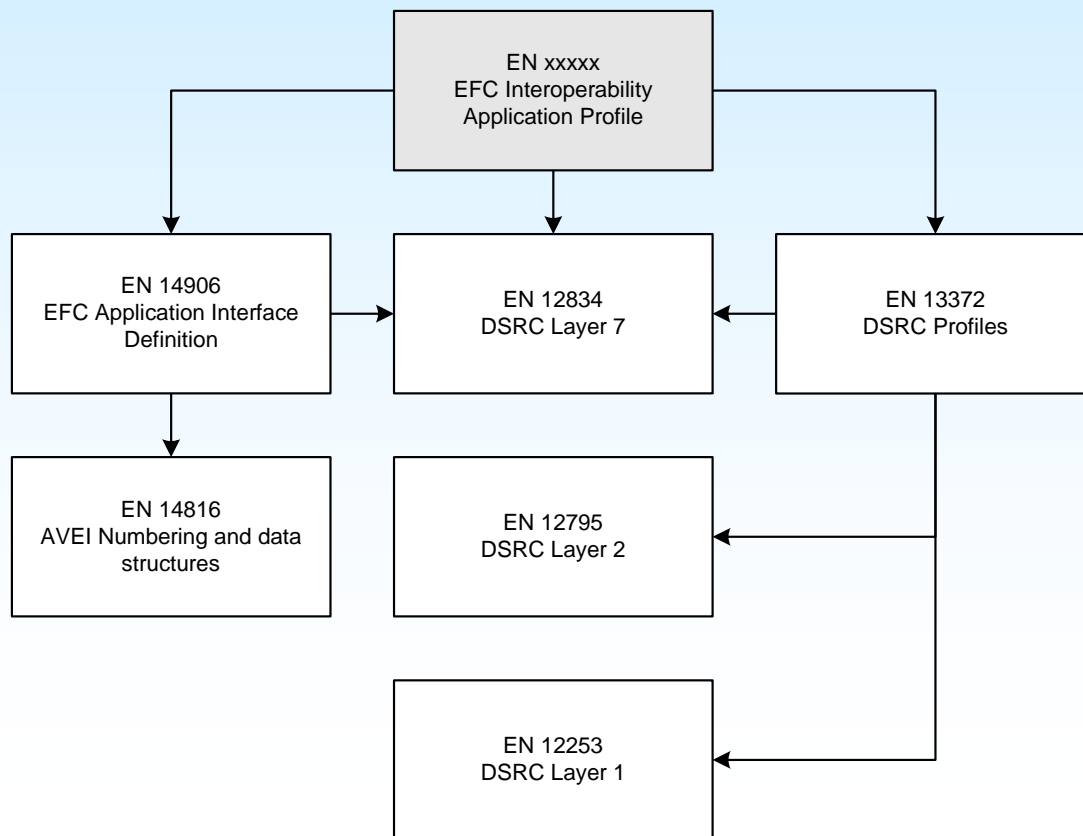 EN xxxxx
EFC Interoperability
Application Profile
EN 14906
EFC Application Interface
Definition
EN 12834
DSRC Layer 7
EN 13372
DSRC Profiles
EN 14816
AVEI Numbering and data
structures
EN 12795
DSRC Layer 2
EN 12253
DSRC Layer 1